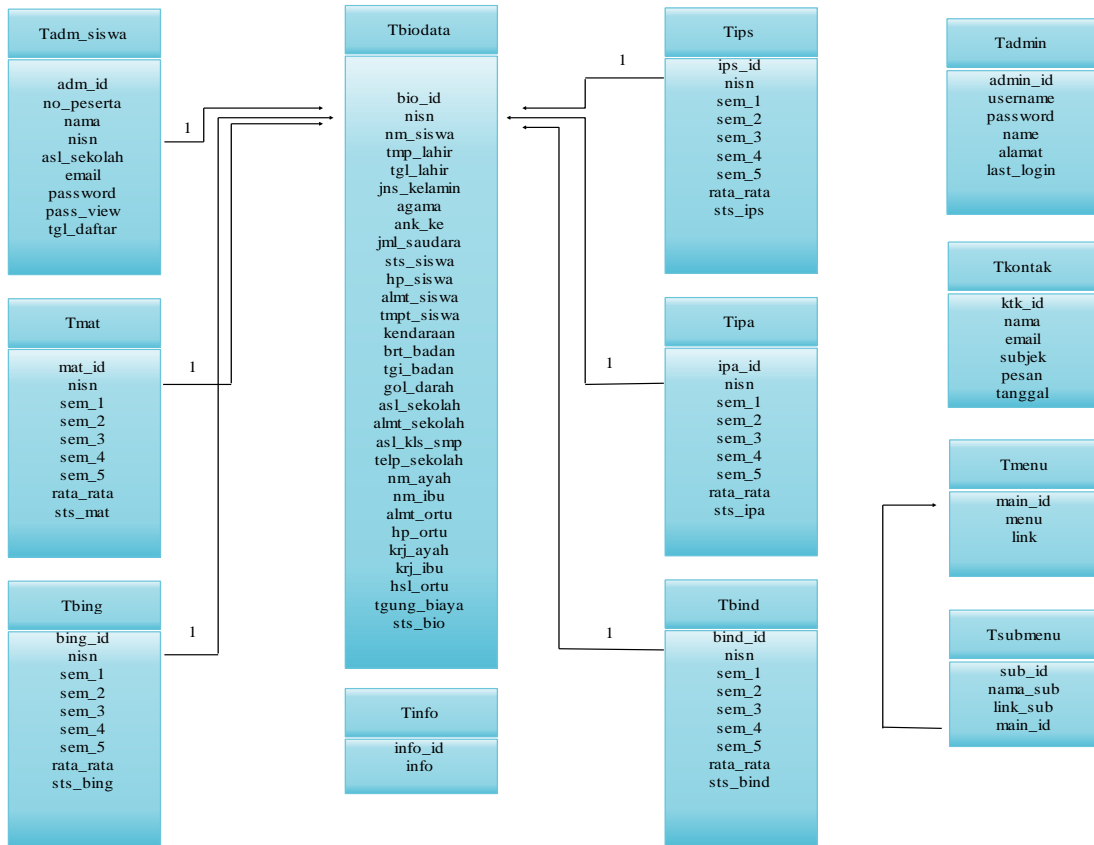 Tadm_siswa
adm_id
no_peserta
nama
nisn
asl_sekolah
email
password
pass_view
tgl_daftar
1
Tmat
mat_id
nisn
sem_1
sem_2
sem_3
sem_4
sem_5
rata_rata
sts_mat
1
Tbing
bing_id
nisn
sem_1
sem_2
sem_3
sem_4
sem_5
rata_rata
sts_bing
1
Tbiodata
bio_id
nisn
nm_siswa
tmp_lahir
tgl_lahir
jns_kelamin
agama
ank_ke
jml_saudara
sts_siswa
hp_siswa
almt_siswa
tmpt_siswa
kendaraan
brt_badan
tgi_badan
gol_darah
asl_sekolah
almt_sekolah
asl_kls_smp
telp_sekolah
nm_ayah
nm_ibu
almt_ortu
hp_ortu
krj_ayah
krj_ibu
hsl_ortu
tgung_biaya
sts_bio
Tinfo
info_id
info
1
Tips
ips_id
nisn
sem_1
sem_2
sem_3
sem_4
sem_5
rata_rata
sts_ips
1
Tipa
ipa_id
nisn
sem_1
sem_2
sem_3
sem_4
sem_5
rata_rata
sts_ipa
1
Tbind
bind_id
nisn
sem_1
sem_2
sem_3
sem_4
sem_5
rata_rata
sts_bind
Tadmin
admin_id
username
password
name
alamat
last_login
Tkontak
ktk_id
nama
email
subjek
pesan
tanggal
Tmenu
main_id
menu
link
Tsubmenu
sub_id
nama_sub
link_sub
main_id